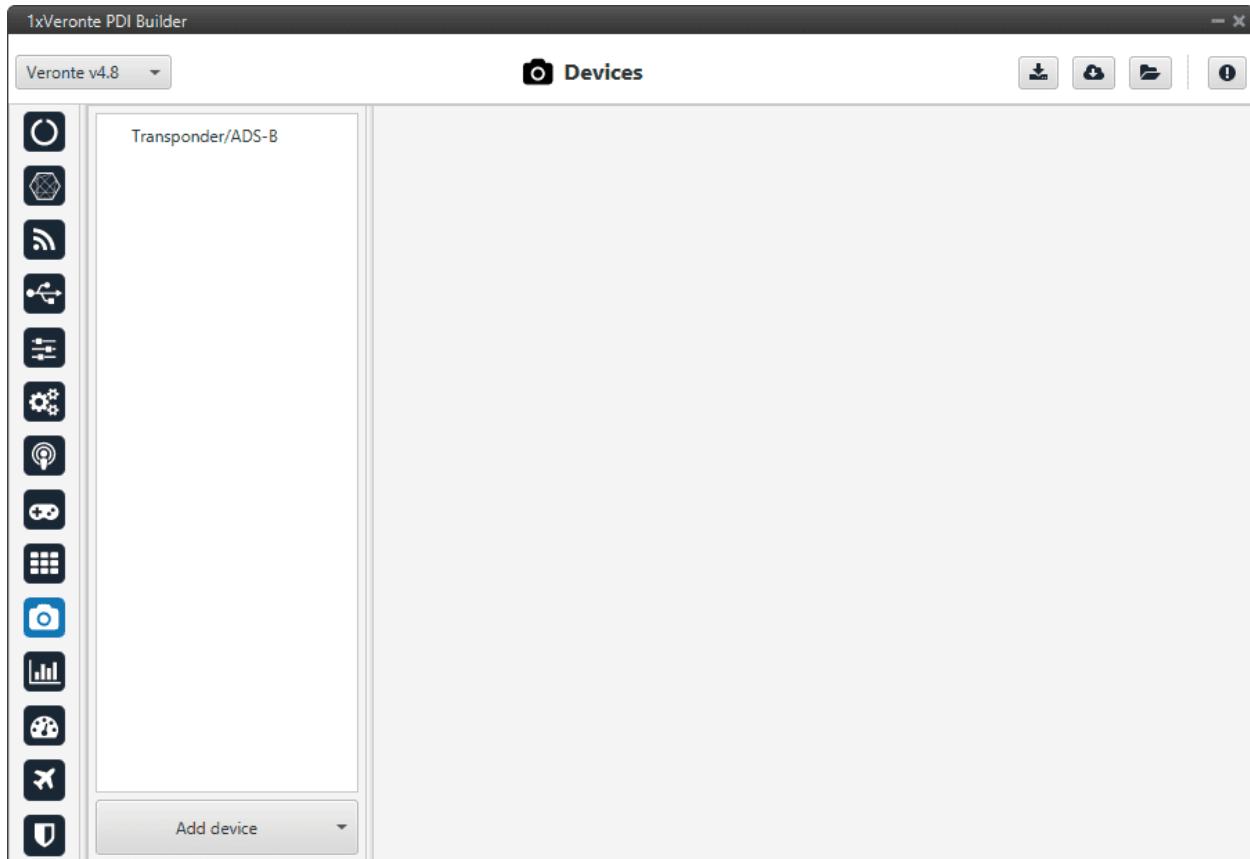 1xVeronte PDI Builder
Veronte v4.8
Devices
Transponder/ADS-B
Add device